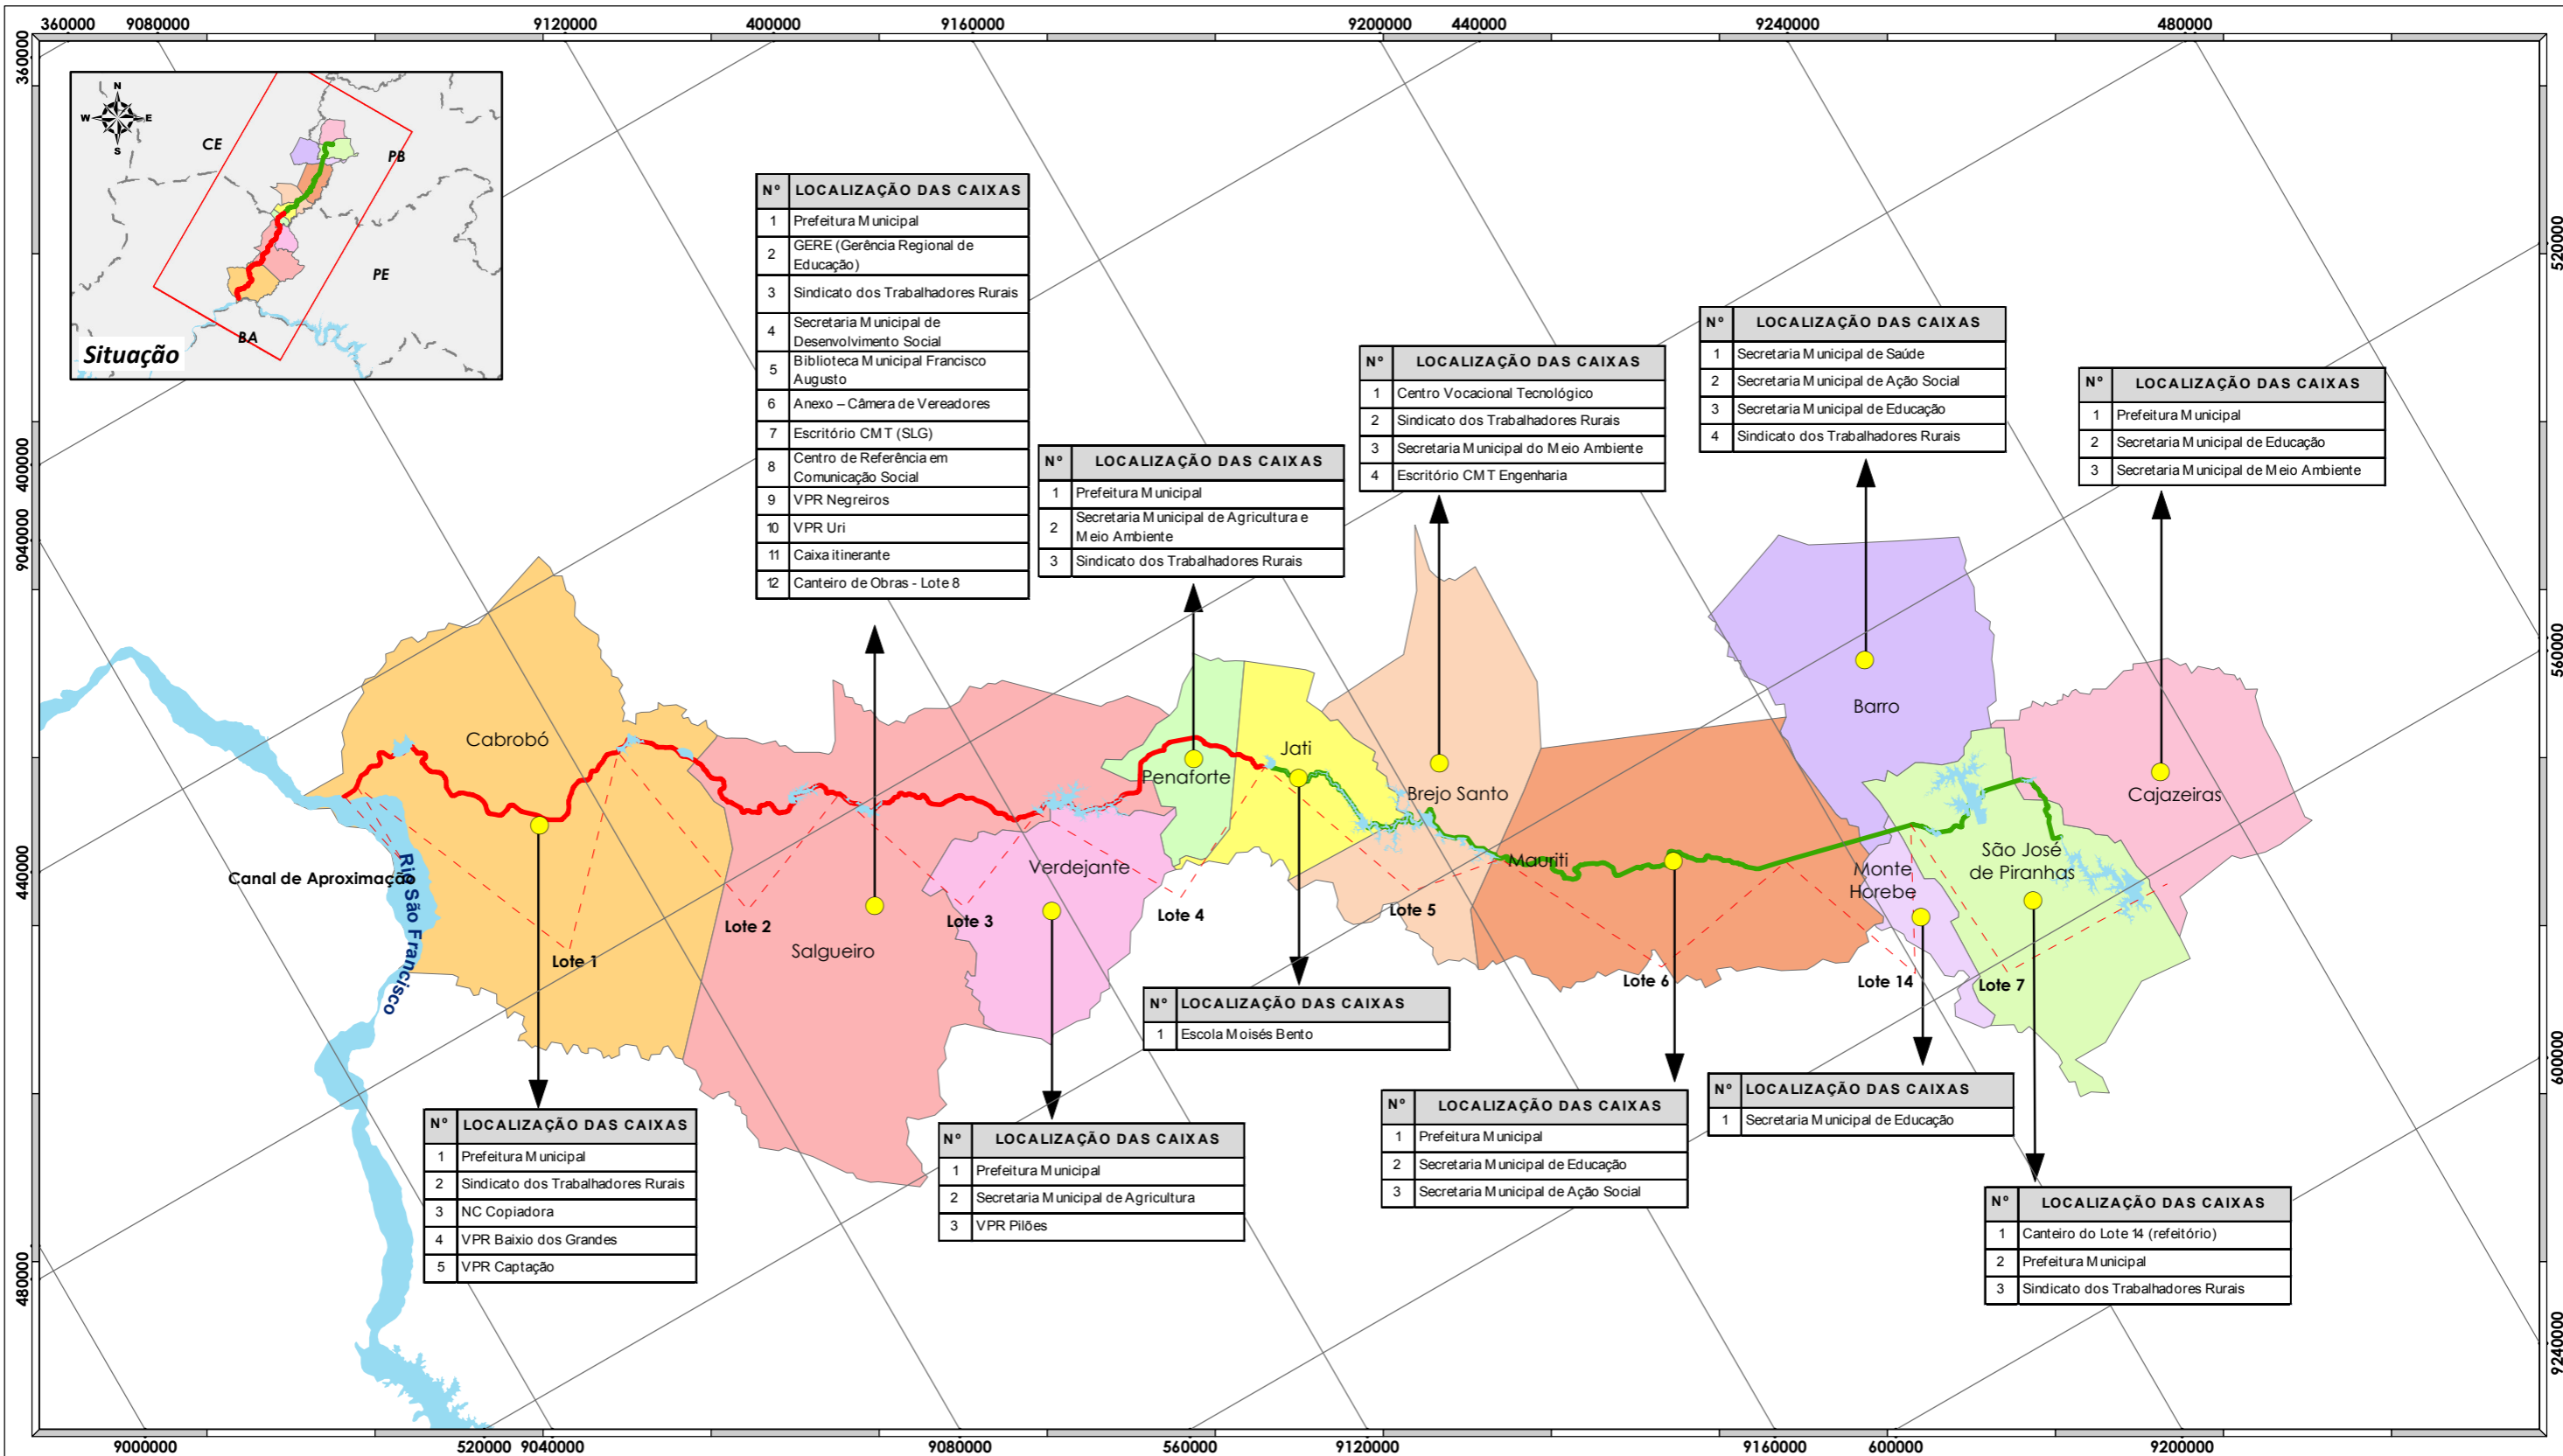 360000 9080000 9120000 400000 9160000 9200000 440000 9240000 480000
360000
400000
9040000
440000
480000
520000
560000
600000
9240000
9000000 520000 9040000 9080000 560000 9120000 9160000 600000 9200000
N
W E
S
CE
PB
PE
BA
Situação
Nº LOCALIZAÇÃO DAS CAIXAS
1 Prefeitura Municipal
2 GERE (Gerência Regional de
Educação)
3 Sindicato dos Trabalhadores Rurais
4 Secretaria Municipal de
Desenvolvimento Social
5 Biblioteca Municipal Francisco
Augusto
6 Anexo – Câmera de Vereadores
7 Escritório CMT (SLG)
8 Centro de Referência em
Comunicação Social
9 VPR Negreiros
10 VPR Uri
11 Caixa itinerante
12 Canteiro de Obras - Lote 8
Nº LOCALIZAÇÃO DAS CAIXAS
1 Prefeitura Municipal
2 Secretaria Municipal de Agricultura e
Meio Ambiente
3 Sindicato dos Trabalhadores Rurais
Nº LOCALIZAÇÃO DAS CAIXAS
1 Centro Vocacional Tecnológico
2 Sindicato dos Trabalhadores Rurais
3 Secretaria Municipal do Meio Ambiente
4 Escritório CMT Engenharia
Nº LOCALIZAÇÃO DAS CAIXAS
1 Secretaria Municipal de Saúde
2 Secretaria Municipal de Ação Social
3 Secretaria Municipal de Educação
4 Sindicato dos Trabalhadores Rurais
Nº LOCALIZAÇÃO DAS CAIXAS
1 Prefeitura Municipal
2 Secretaria Municipal de Educação
3 Secretaria Municipal de Meio Ambiente
Cabrobó
Salgueiro
Verdejante
Penaforte
Jati
Brejo Santo
Mauriti
Barro
Monte
Horebe
São José
de Piranhas
Cajazeiras
Canal de Aproximação
Rio São Francisco
Lote 1
Lote 2
Lote 3
Lote 4
Lote 5
Lote 6
Lote 14
Lote 7
Nº LOCALIZAÇÃO DAS CAIXAS
1 Prefeitura Municipal
2 Sindicato dos Trabalhadores Rurais
3 NC Copiadora
4 VPR Baixio dos Grandes
5 VPR Captação
Nº LOCALIZAÇÃO DAS CAIXAS
1 Prefeitura Municipal
2 Secretaria Municipal de Agricultura
3 VPR Pilões
Nº LOCALIZAÇÃO DAS CAIXAS
1 Escola Moisés Bento
Nº LOCALIZAÇÃO DAS CAIXAS
1 Prefeitura Municipal
2 Secretaria Municipal de Educação
3 Secretaria Municipal de Ação Social
Nº LOCALIZAÇÃO DAS CAIXAS
1 Secretaria Municipal de Educação
Nº LOCALIZAÇÃO DAS CAIXAS
1 Canteiro do Lote 14 (refeitório)
2 Prefeitura Municipal
3 Sindicato dos Trabalhadores Rurais